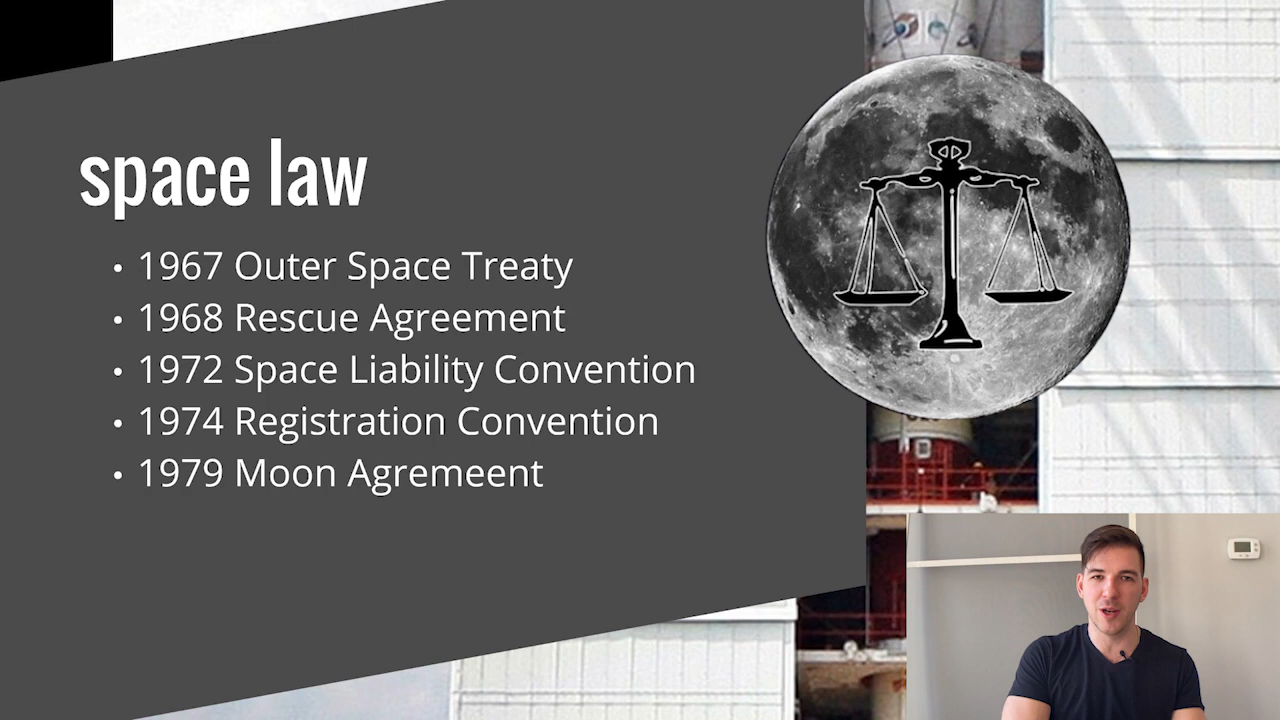 space law
• 1967 Outer Space Treaty
• 1968 Rescue Agreement
• 1972 Space Liability Convention
• 1974 Registration Convention
• 1979 Moon Agremeent